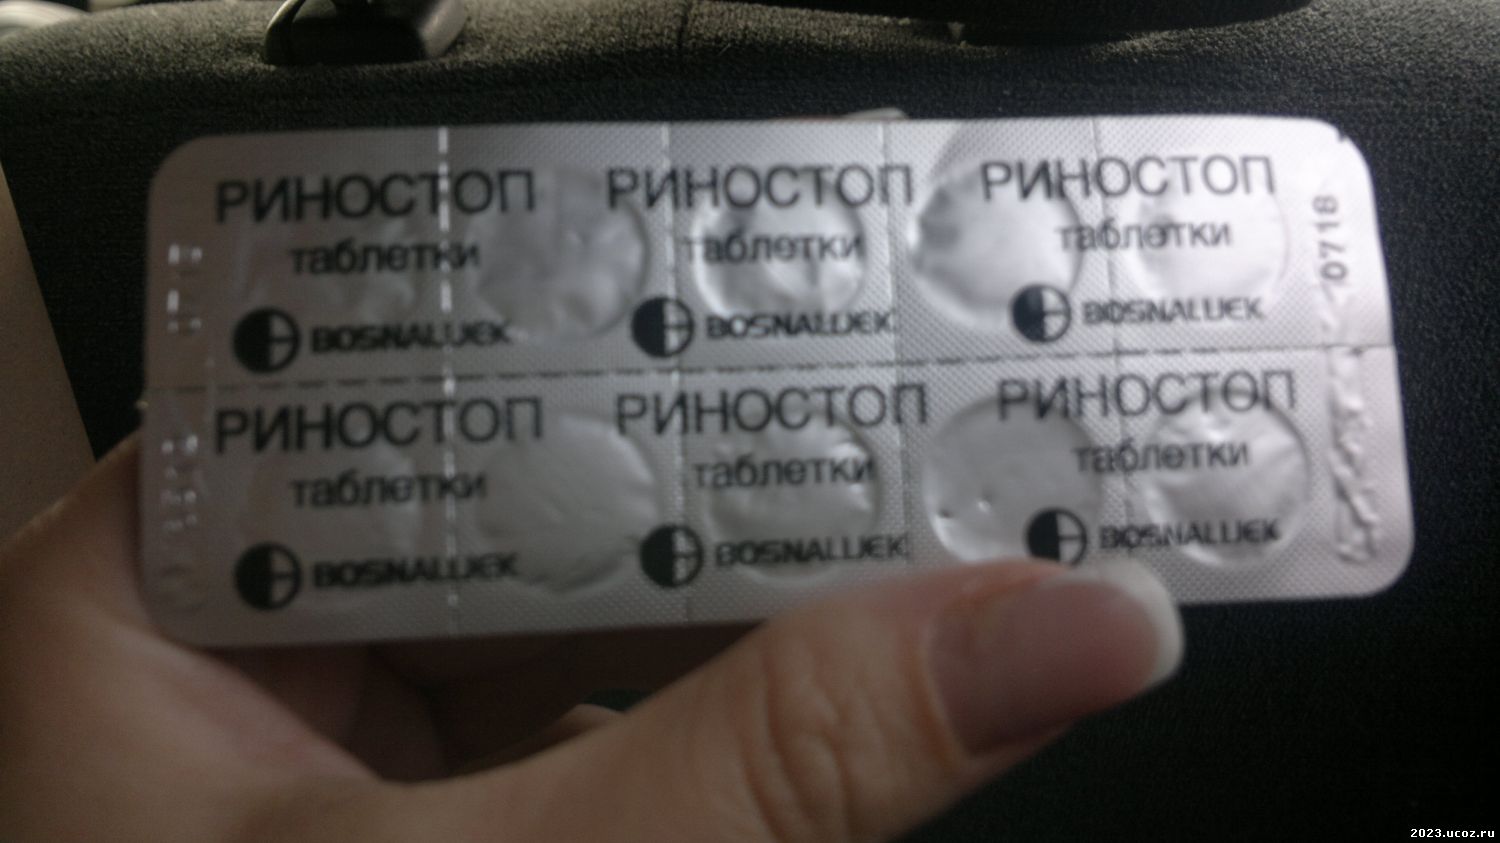 РИНОСТОП РИНОСТОП РИНОСТОП
таблетки таблетки таблетки
BOSNALIJEK BOSNALIJEK BOSNALIJEK
0718
РИНОСТОП РИНОСТОП РИНОСТОП
таблетки таблетки таблетки
BOSNALIJEK BOSNALIJEK BOSNALIJEK
2023.ucoz.ru